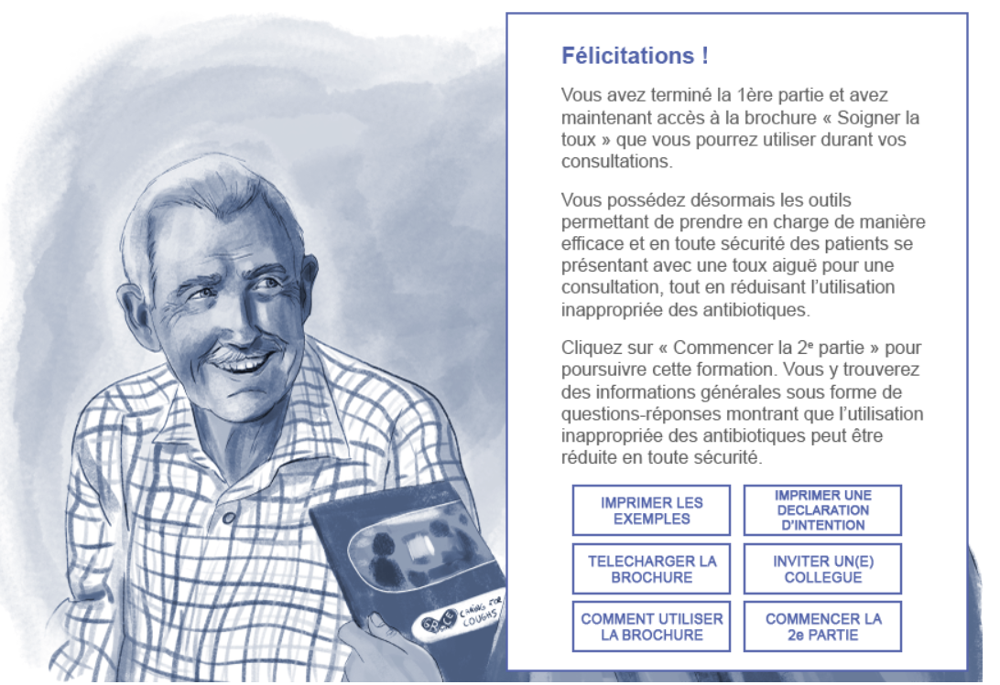 Félicitations !
Vous avez terminé la 1ère partie et avez
maintenant accès à la brochure « Soigner la
toux » que vous pourrez utiliser durant vos
consultations.
Vous possédez désormais les outils
permettant de prendre en charge de manière
efficace et en toute sécurité des patients se
présentant avec une toux aiguë pour une
consultation, tout en réduisant l’utilisation
inappropriée des antibiotiques.
Cliquez sur « Commencer la 2e partie » pour
poursuivre cette formation. Vous y trouverez
des informations générales sous forme de
questions-réponses montrant que l’utilisation
inappropriée des antibiotiques peut être
réduite en toute sécurité.
IMPRIMER LES
EXEMPLES
IMPRIMER UNE
DECLARATION
D'INTENTION
TELECHARGER LA
BROCHURE
INVITER UN(E)
COLLEGUE
COMMENT UTILISER
LA BROCHURE
COMMENCER LA
2e PARTIE
CARING FOR
COUGHS